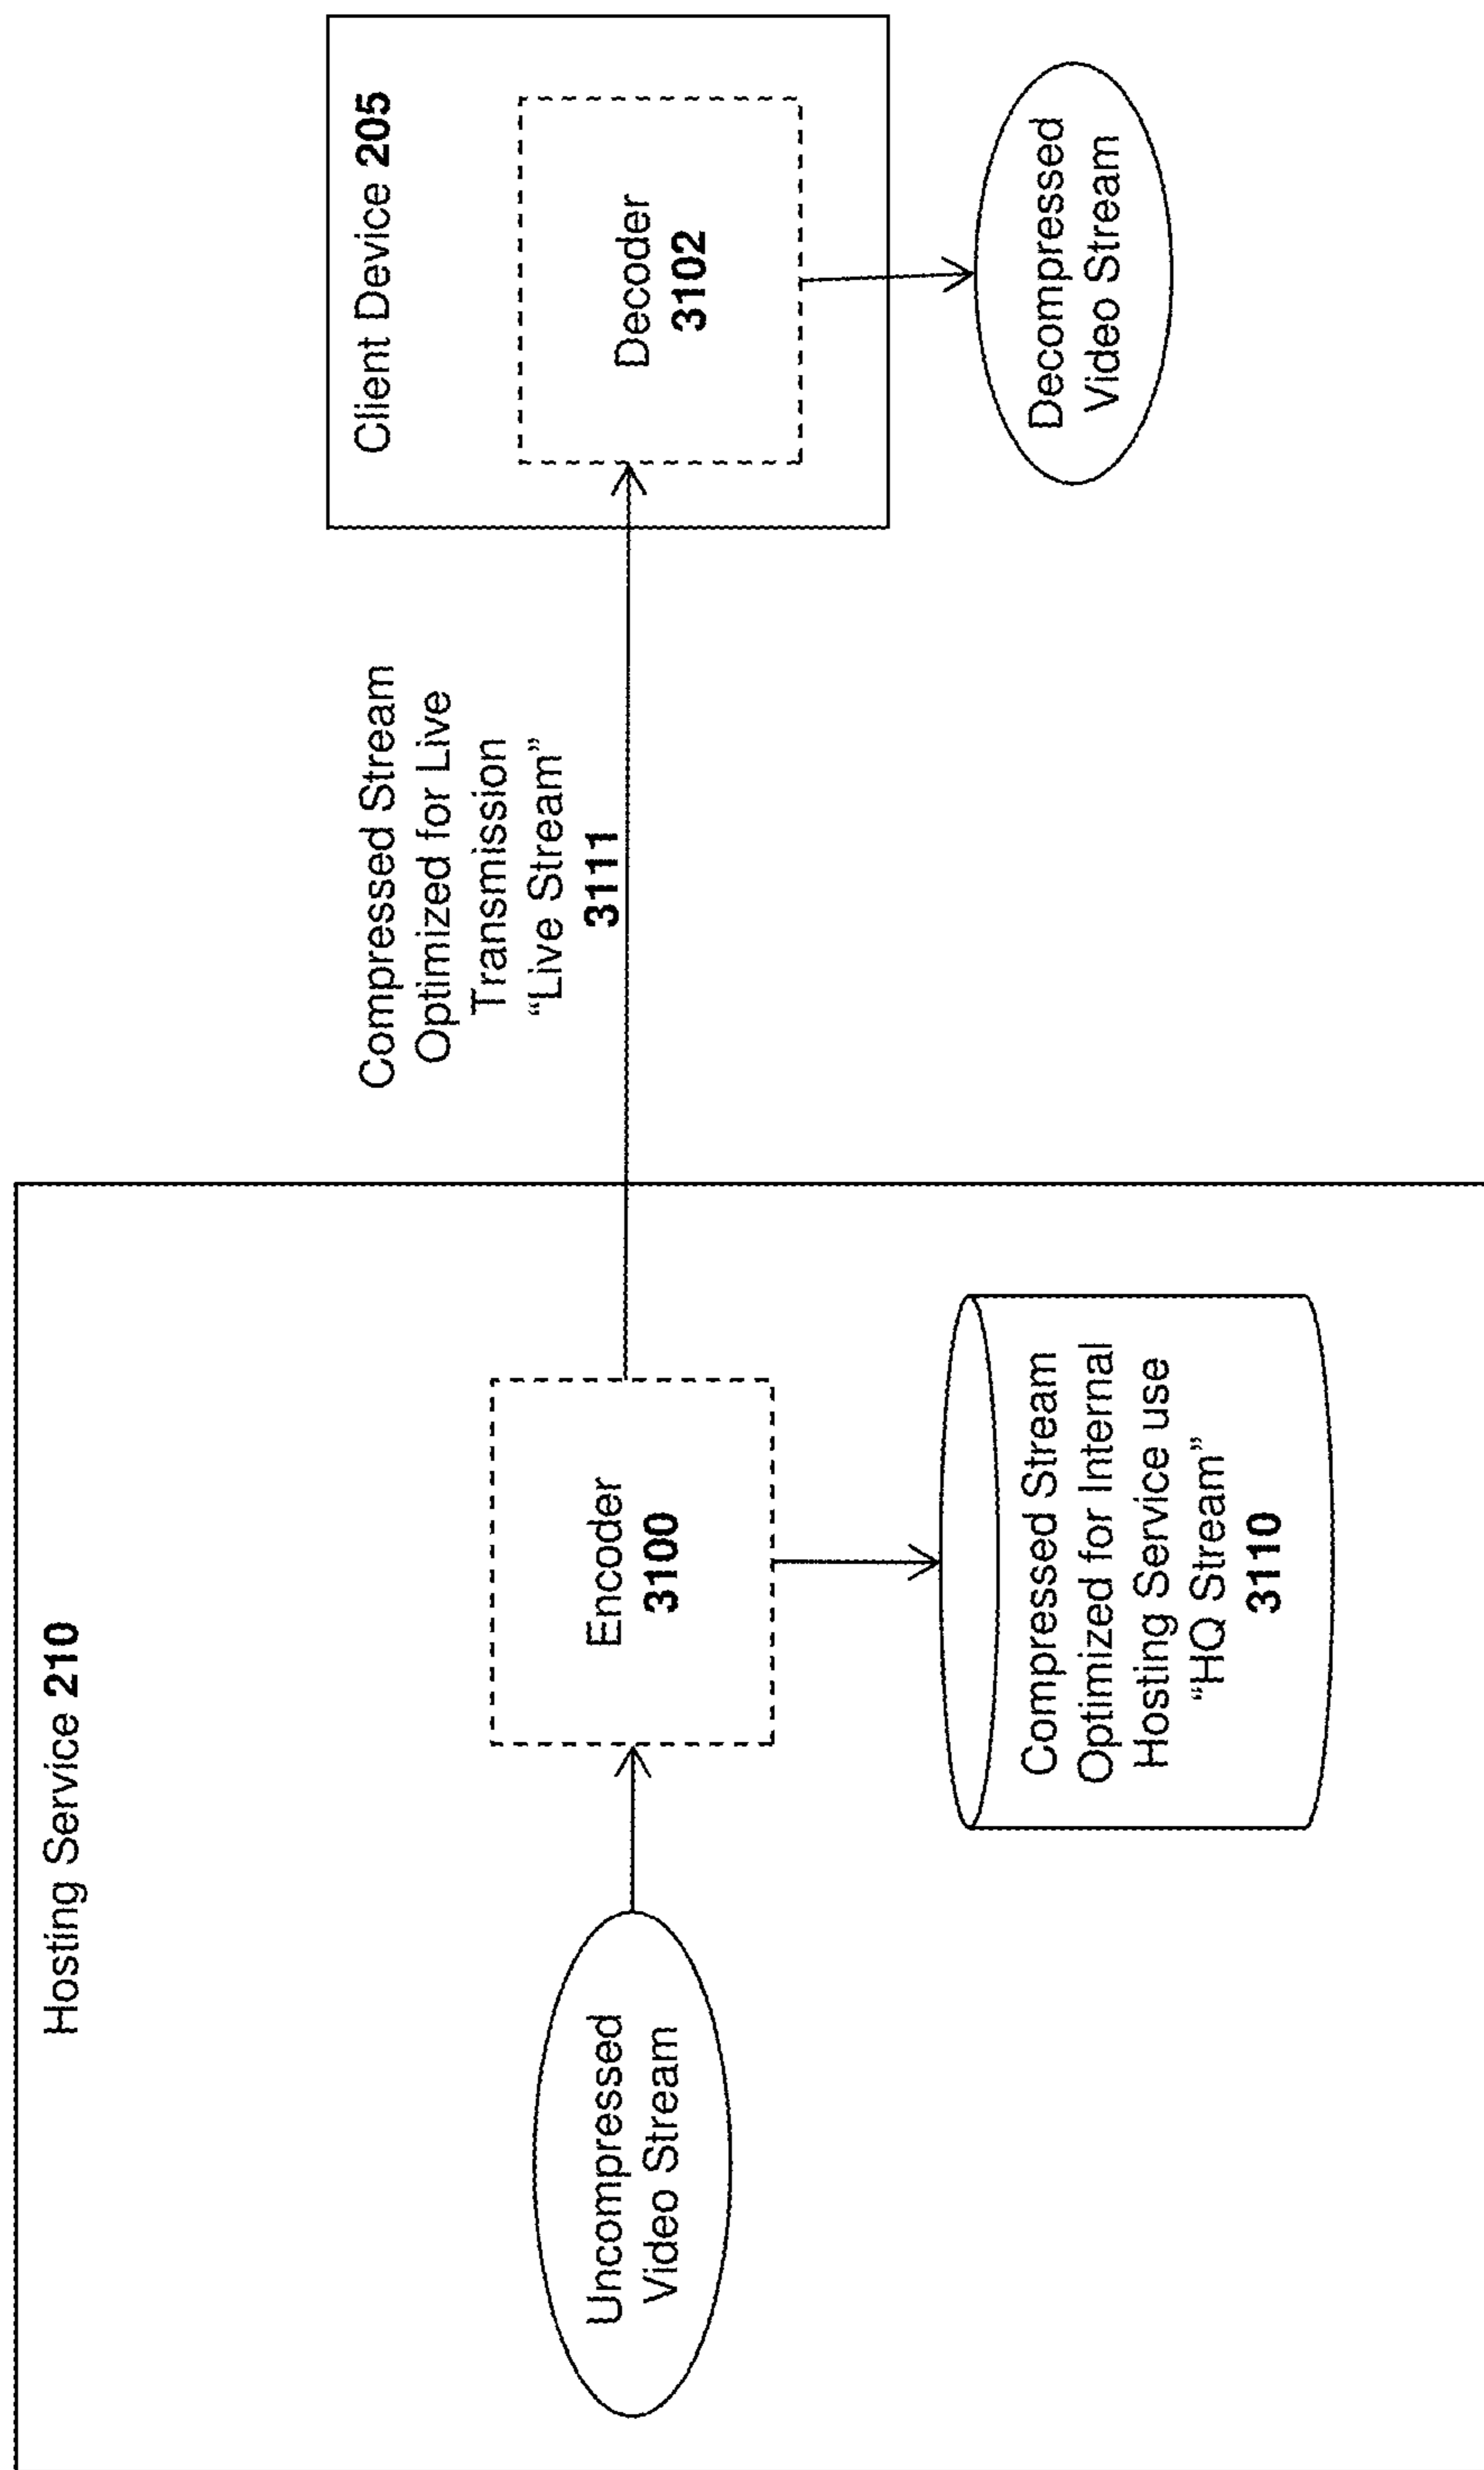 Hosting Service 210
Uncompressed
Video Stream
Encoder
3100
Compressed Stream
Optimized for Internal
Hosting Service use
“HQ Stream”
3110
Compressed Stream
Optimized for Live
Transmission
“Live Stream”
3111
Client Device 205
Decoder
3102
Decompressed
Video Stream